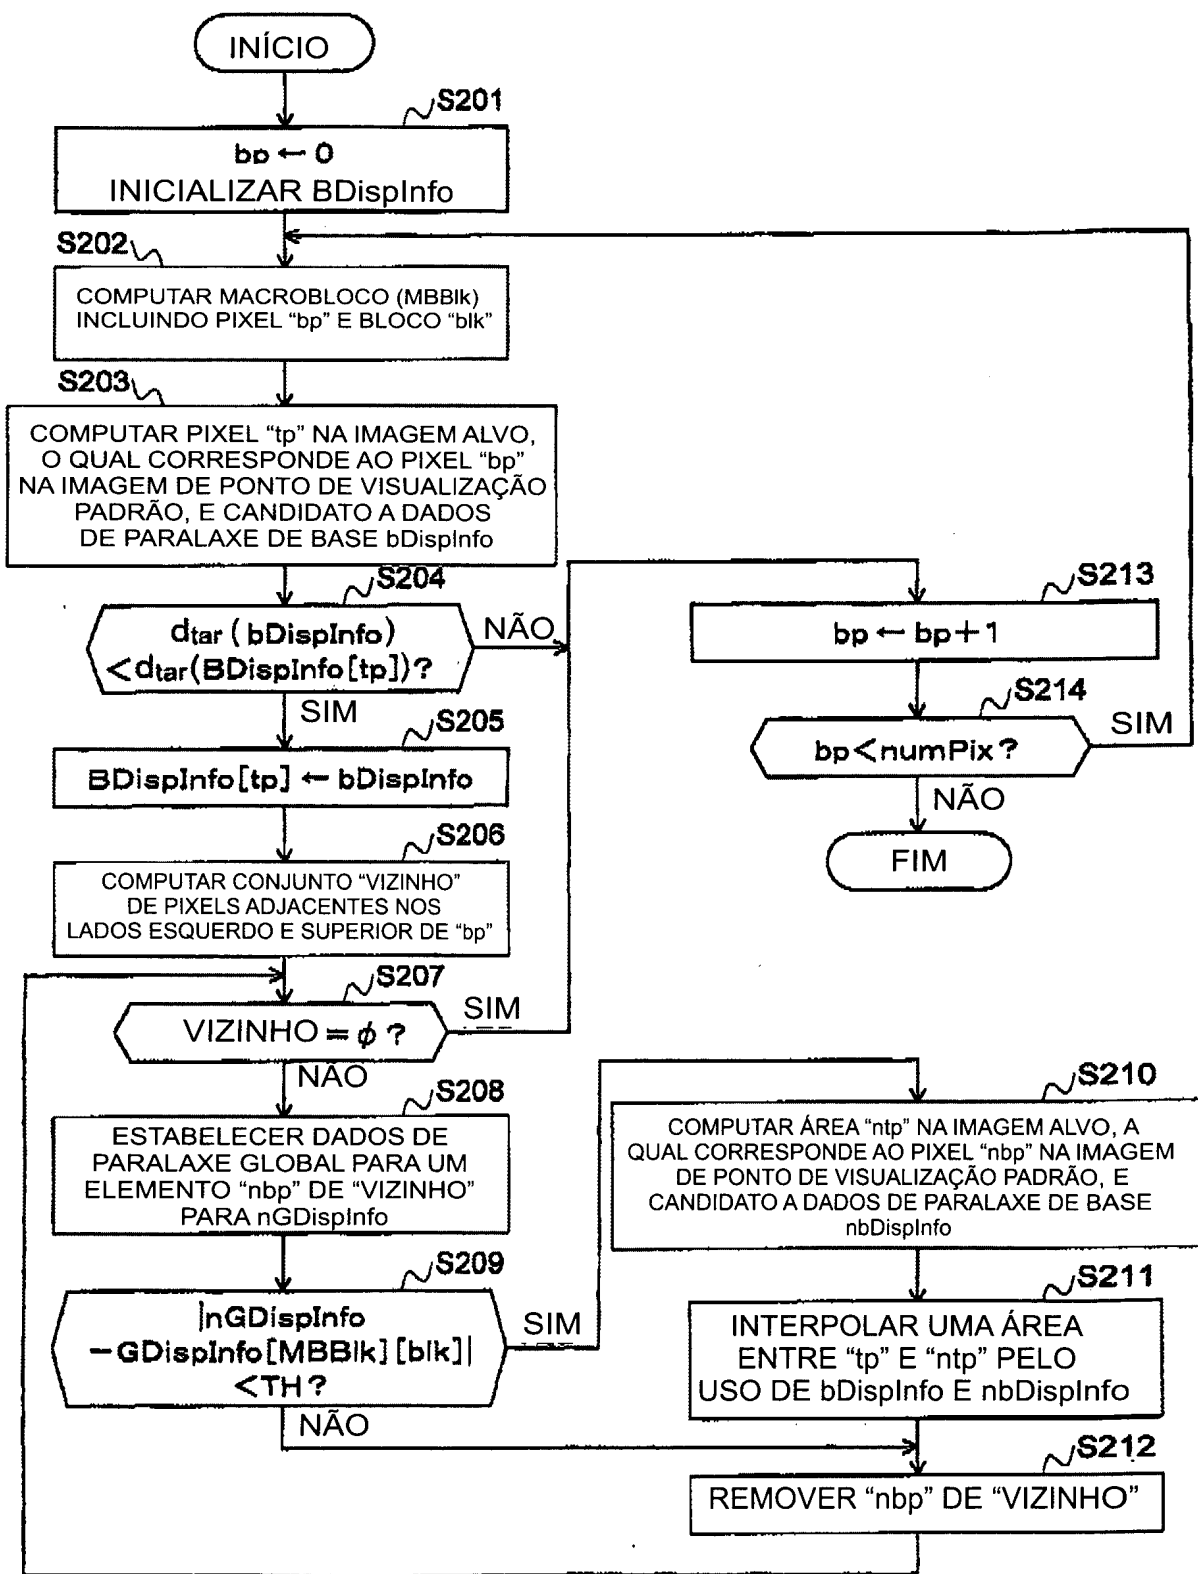 INÍCIO
S201
bp ← 0
INICIALIZAR BDispInfo
S202
COMPUTAR MACROBLOCO (MBBlk)
INCLUINDO PIXEL “bp” E BLOCO “blk”
S203
COMPUTAR PIXEL “tp” NA IMAGEM ALVO,
O QUAL CORRESPONDE AO PIXEL “bp”
NA IMAGEM DE PONTO DE VISUALIZAÇÃO
PADRÃO, E CANDIDATO A DADOS
DE PARALAXE DE BASE bDispInfo
S204
dtar (bDispInfo)
<dtar(BDispInfo[tp])?
NÃO
SIM
S205
BDispInfo[tp] ← bDispInfo
S206
COMPUTAR CONJUNTO “VIZINHO”
DE PIXELS ADJACENTES NOS
LADOS ESQUERDO E SUPERIOR DE “bp”
S207
VIZINHO = ϕ ?
SIM
NÃO
S208
ESTABELECER DADOS DE
PARALAXE GLOBAL PARA UM
ELEMENTO “nbp” DE “VIZINHO”
PARA nGDispInfo
S209
|nGDispInfo
−GDispInfo[MBBlk][blk]|
<TH?
SIM
NÃO
S210
COMPUTAR ÁREA “ntp” NA IMAGEM ALVO, A
QUAL CORRESPONDE AO PIXEL “nbp” NA IMAGEM
DE PONTO DE VISUALIZAÇÃO PADRÃO, E
CANDIDATO A DADOS DE PARALAXE DE BASE
nbDispInfo
S211
INTERPOLAR UMA ÁREA
ENTRE “tp” E “ntp” PELO
USO DE bDispInfo E nbDispInfo
S212
REMOVER “nbp” DE “VIZINHO”
S213
bp ← bp+1
S214
bp<numPix?
SIM
NÃO
FIM